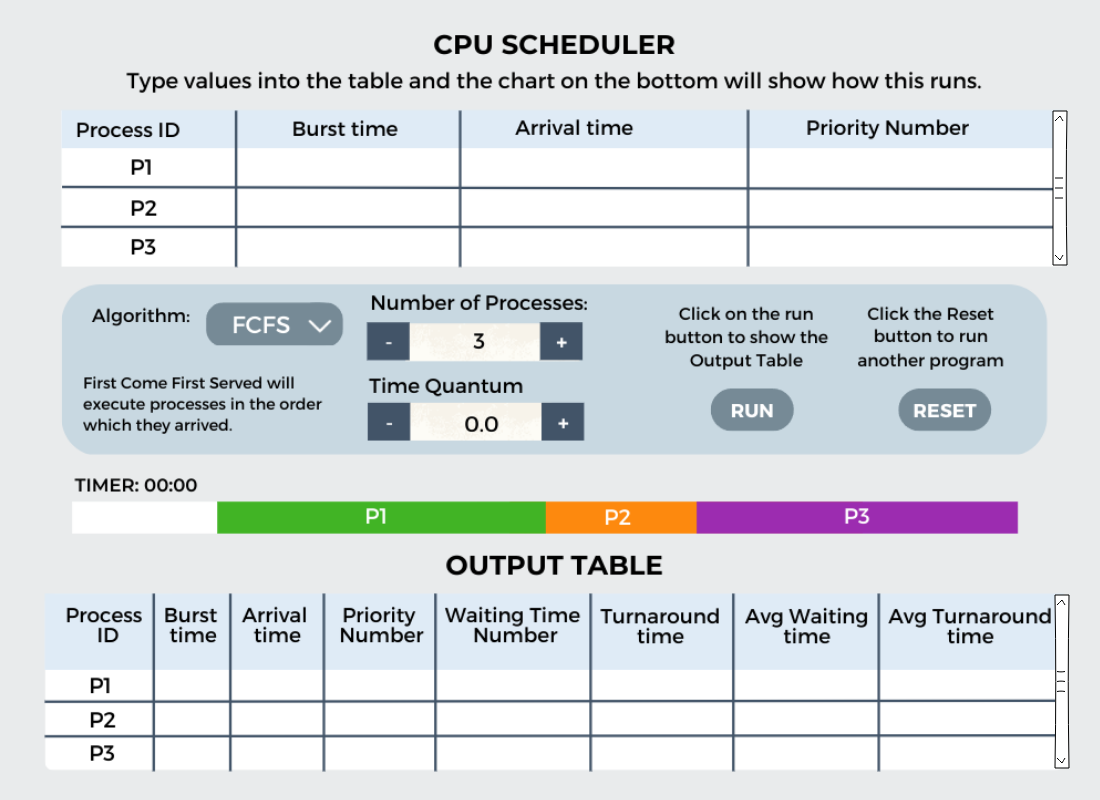 CPU SCHEDULER
Type values into the table and the chart on the bottom will show how this runs.
Process ID Burst time Arrival time Priority Number
P1
P2
P3
Algorithm: FCFS
First Come First Served will
execute processes in the order
which they arrived.
Number of Processes:
- 3 +
Time Quantum
- 0.0 +
Click on the run
button to show the
Output Table
RUN
Click the Reset
button to run
another program
RESET
TIMER: 00:00
P1 P2 P3
OUTPUT TABLE
Process ID Burst time Arrival time Priority Number Waiting Time Number Turnaround time Avg Waiting time Avg Turnaround time
P1
P2
P3